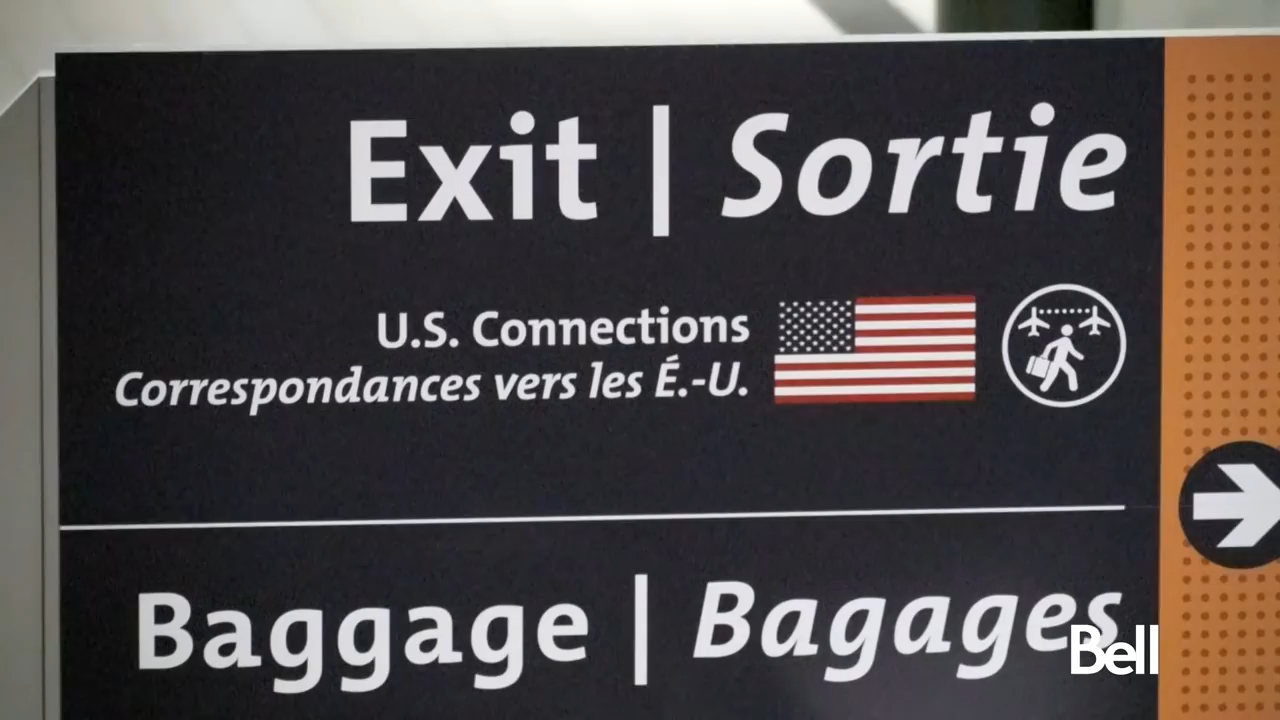 Exit | Sortie
U.S. Connections
Correspondances vers les É.-U.
Baggage | Bagages
Bell